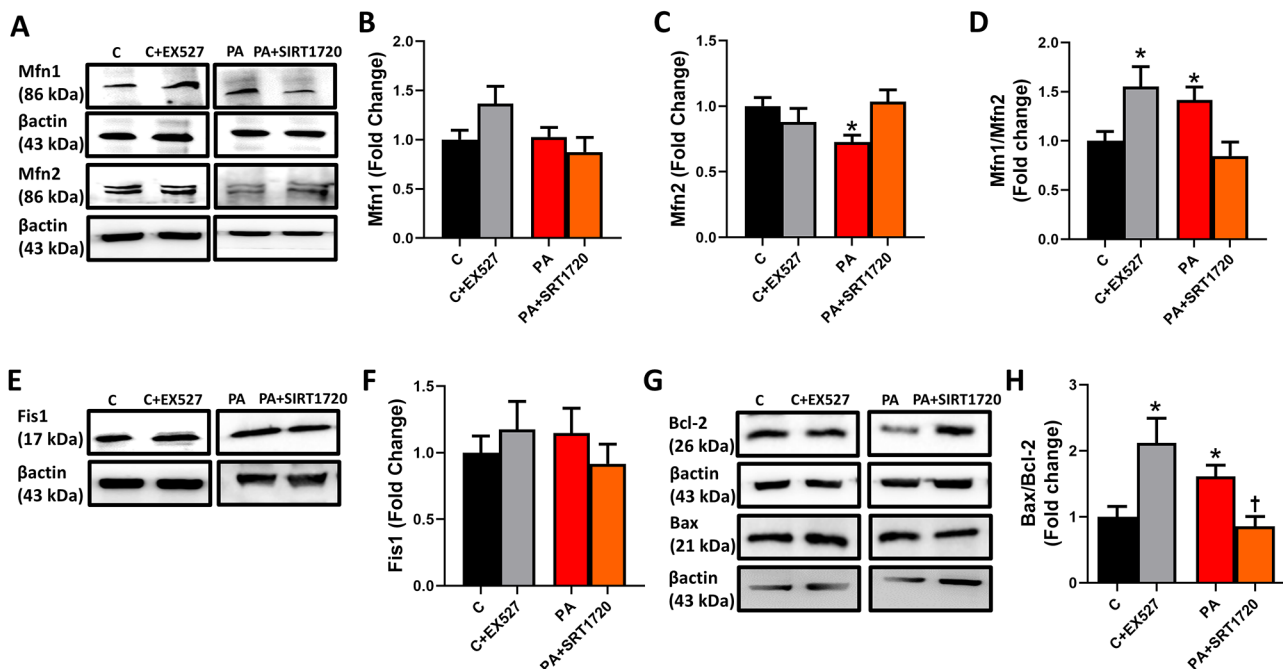 A
C C+EX527 PA PA+SIRT1720
Mfn1
(86 kDa)
βactin
(43 kDa)
Mfn2
(86 kDa)
βactin
(43 kDa)
B
Mfn1 (Fold Change)
2.0
1.5
1.0
0.5
0.0
C
C+EX527
PA
PA+SRT1720
C
Mfn2 (Fold Change)
1.5
*
1.0
0.5
0.0
C
C+EX527
PA
PA+SRT1720
D
Mfn1/Mfn2
(Fold change)
2.0
* *
1.5
1.0
0.5
0.0
C
C+EX527
PA
PA+SRT1720
E
C C+EX527 PA PA+SIRT1720
Fis1
(17 kDa)
βactin
(43 kDa)
F
Fis1 (Fold Change)
1.5
1.0
0.5
0.0
C
C+EX527
PA
PA+SRT1720
G
C C+EX527 PA PA+SIRT1720
Bcl-2
(26 kDa)
βactin
(43 kDa)
Bax
(21 kDa)
βactin
(43 kDa)
H
Bax/Bcl-2
(Fold change)
3
* * †
2
1
0
C
C+EX527
PA
PA+SRT1720